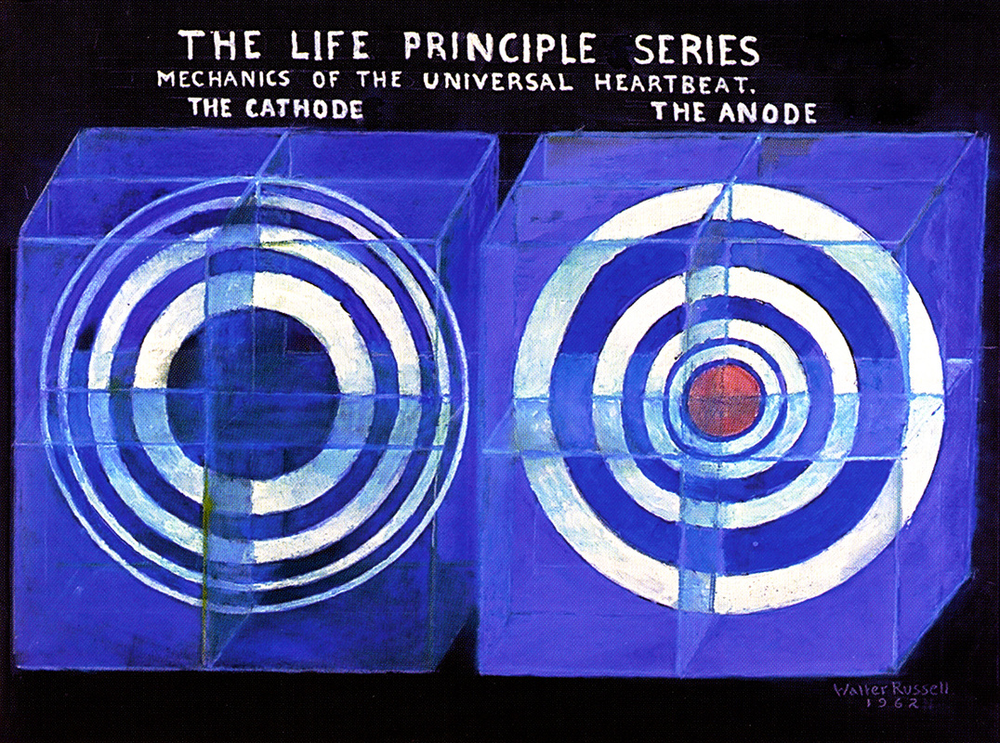 THE LIFE PRINCIPLE SERIES
MECHANICS OF THE UNIVERSAL HEARTBEAT.
THE CATHODE THE ANODE
Walter Russell
1962